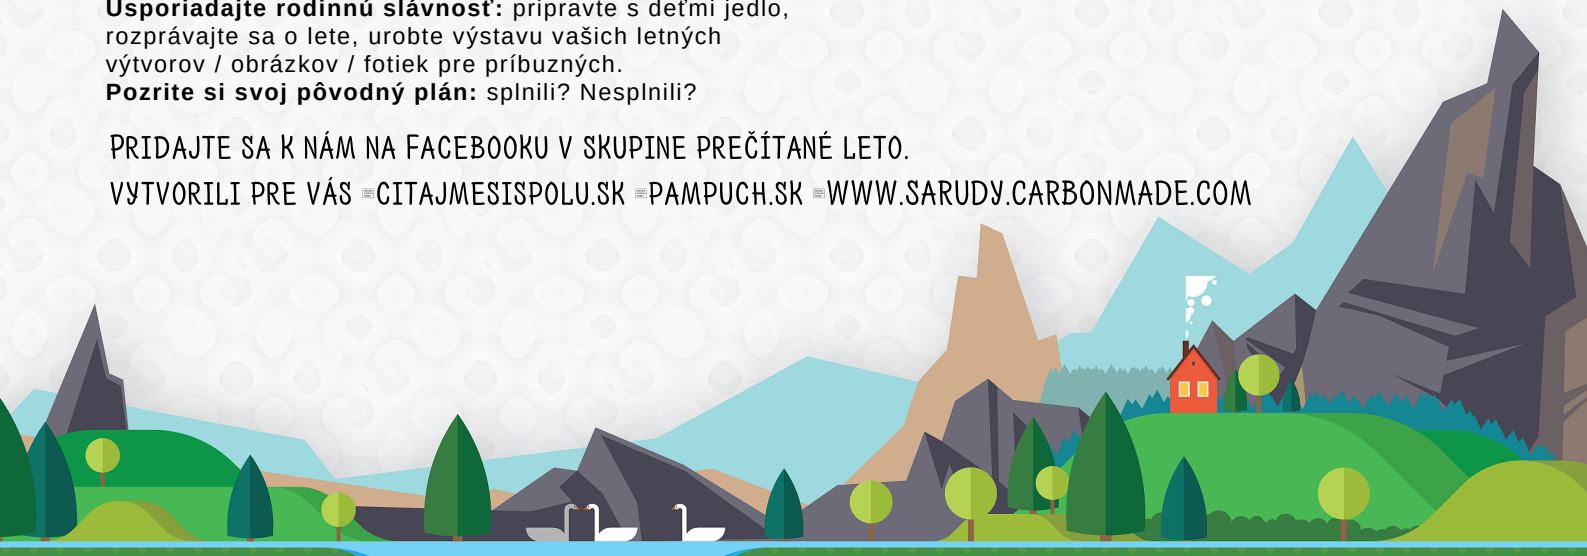 Usporiadajte rodinnú slávnosť: pripravte s deťmi jedlo,
rozprávajte sa o lete, urobte výstavu vašich letných
výtvorov / obrázkov / fotiek pre príbuzných.
Pozrite si svoj pôvodný plán: splnili? Nesplnili?
PRIDAJTE SA K NÁM NA FACEBOOKU V SKUPINE PREČÍTANÉ LETO.
VYTVORILI PRE VÁS CITAJMESISPOLU.SK PAMPUCH.SK WWW.SARUDY.CARBONMADE.COM